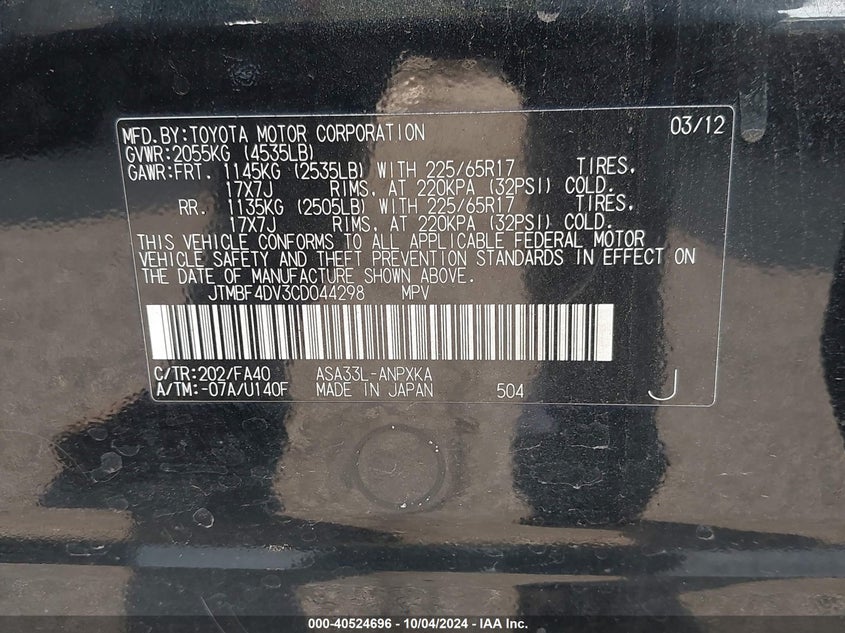 MFD.BY:TOYOTA MOTOR CORPORATION 03/12
GVWR:2055KG (4535LB)
GAWR:FRT. 1145KG (2535LB) WITH 225/65R17 TIRES,
17X7J RIMS, AT 220KPA (32PSI) COLD.
RR. 1135KG (2505LB) WITH 225/65R17 TIRES,
17X7J RIMS, AT 220KPA (32PSI) COLD.
THIS VEHICLE CONFORMS TO ALL APPLICABLE FEDERAL MOTOR
VEHICLE SAFETY AND THEFT PREVENTION STANDARDS IN EFFECT ON
THE DATE OF MANUFACTURE SHOWN ABOVE.
JTMBF4DV3CD044298 MPV
C/TR:202/FA40 ASA33L-ANPXKA
A/TM:-07A/U140F MADE IN JAPAN 504 J
000-40524696 - 10/04/2024 - IAA Inc.